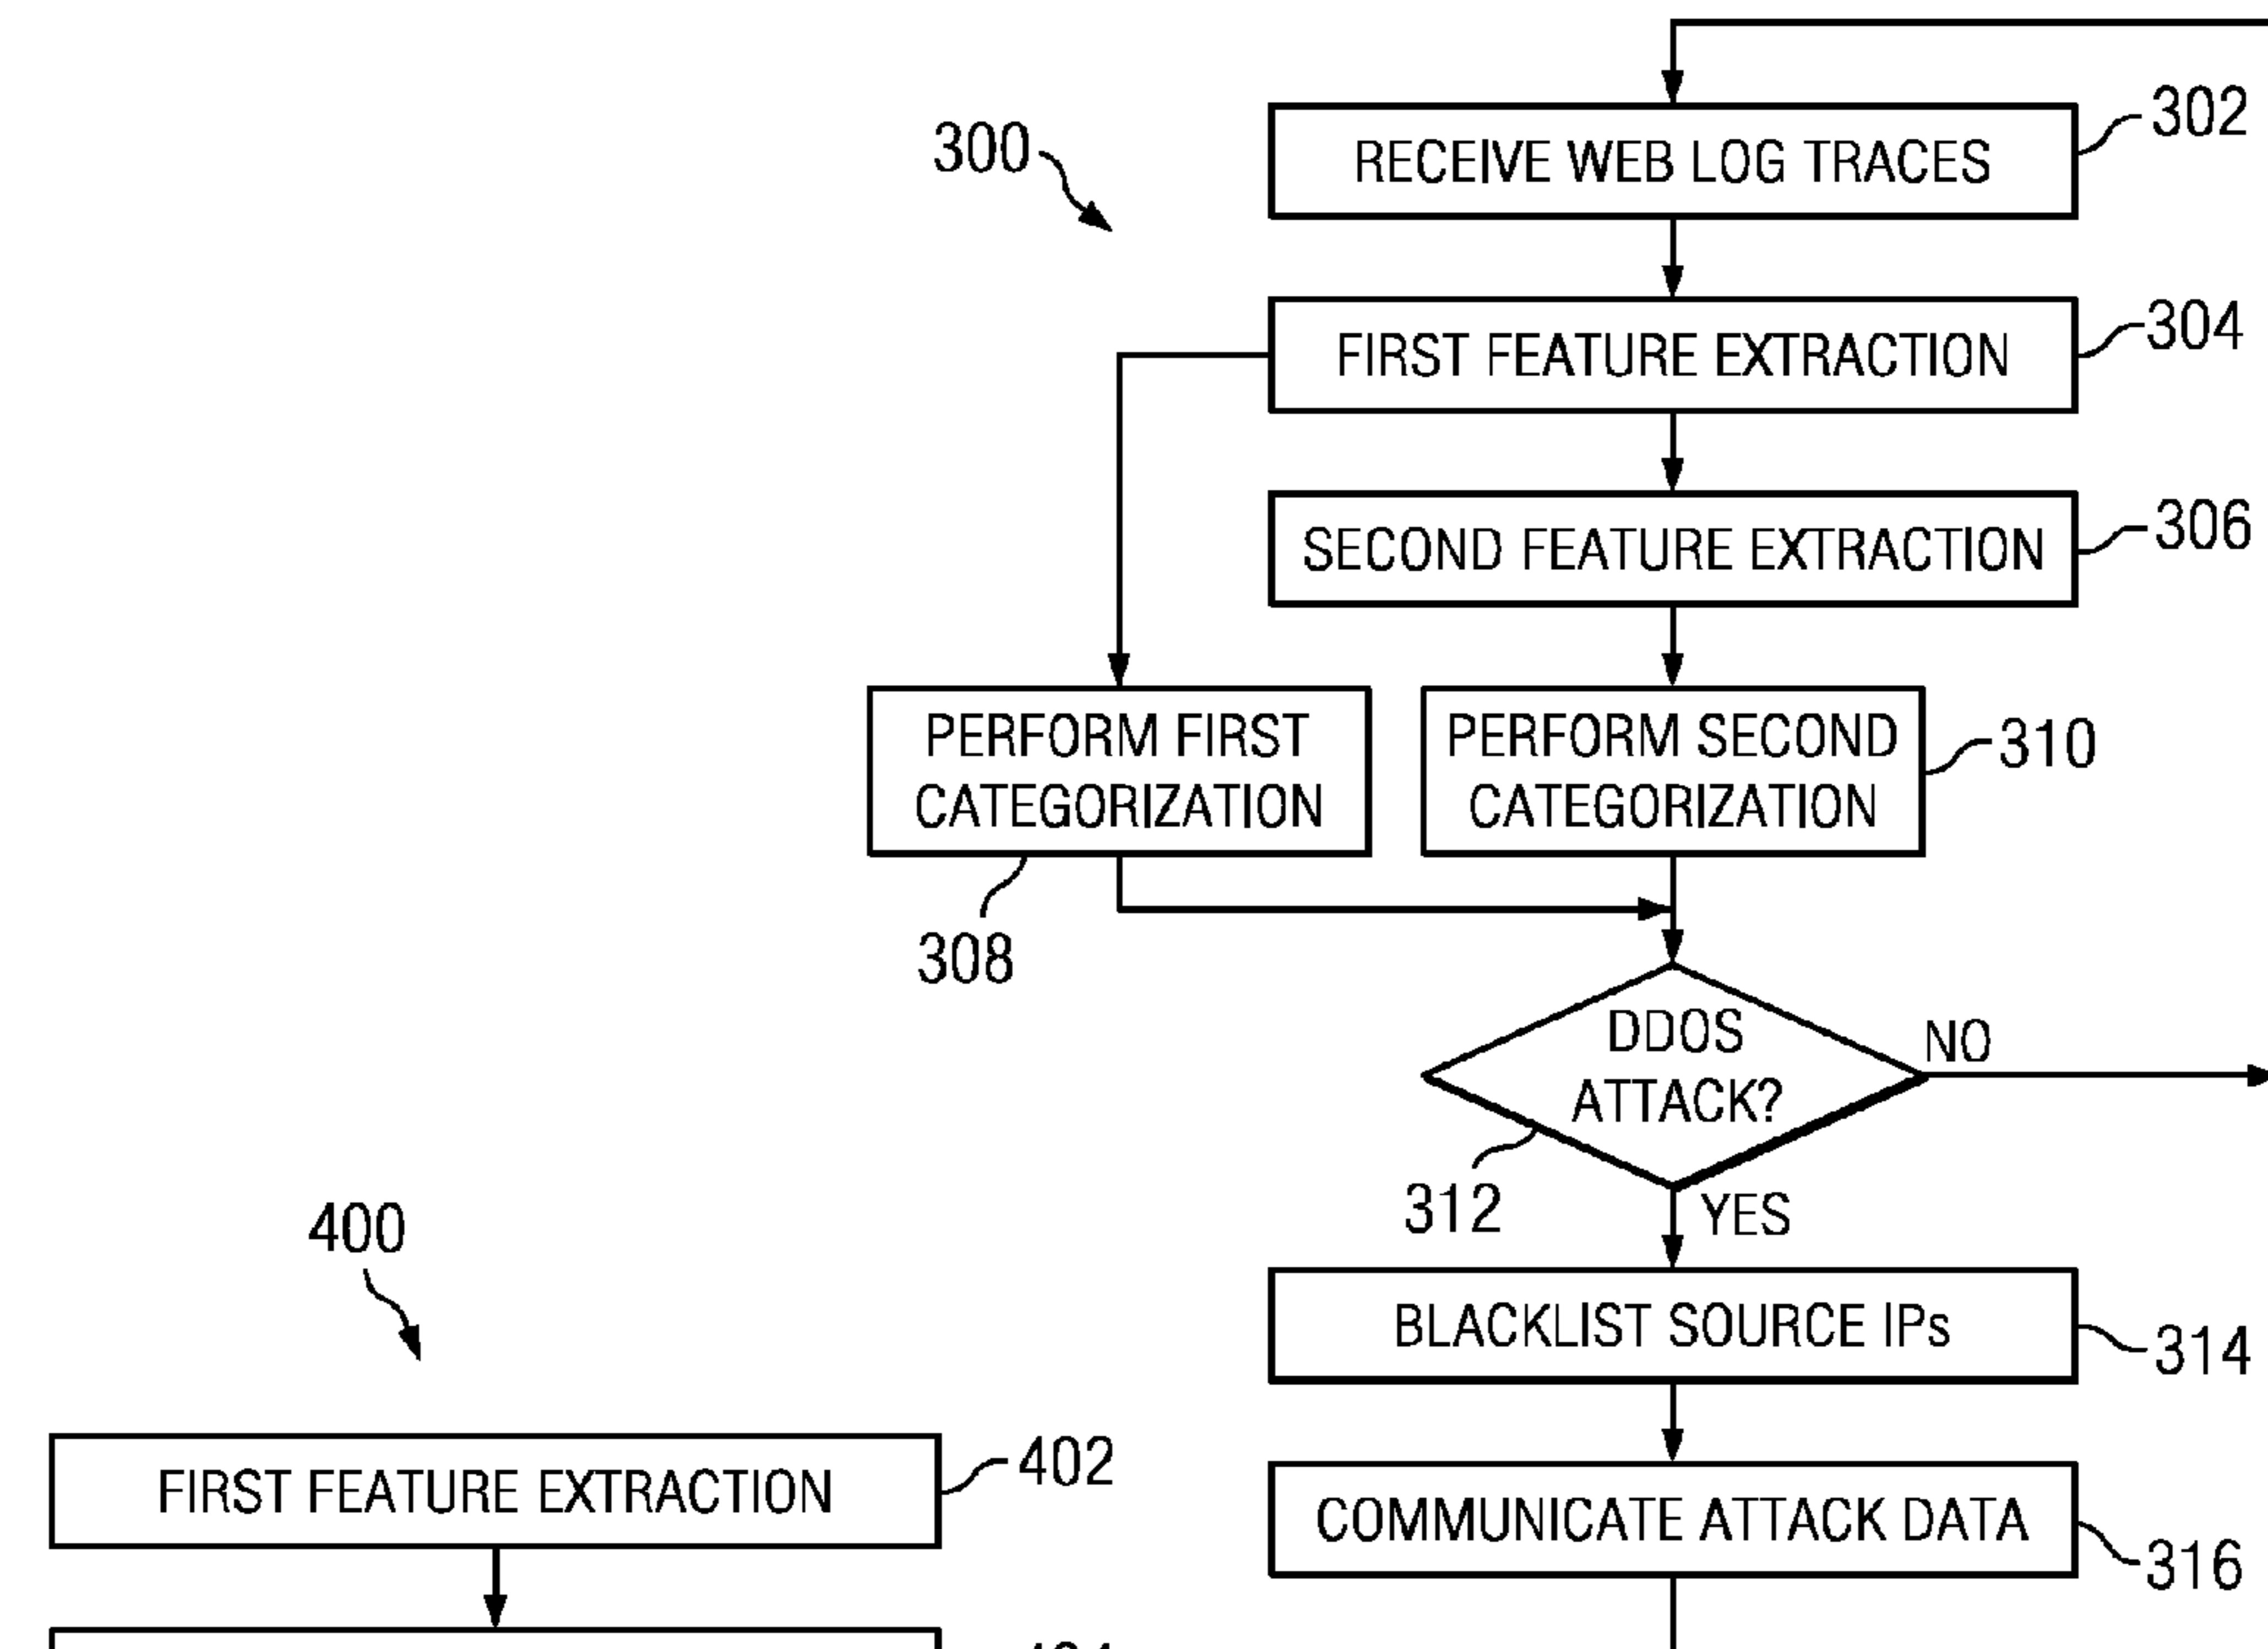 300
RECEIVE WEB LOG TRACES
302
FIRST FEATURE EXTRACTION
304
SECOND FEATURE EXTRACTION
306
PERFORM FIRST
CATEGORIZATION
308
PERFORM SECOND
CATEGORIZATION
310
DDOS
ATTACK?
NO
312
YES
BLACKLIST SOURCE IPs
314
COMMUNICATE ATTACK DATA
316
400
FIRST FEATURE EXTRACTION
402